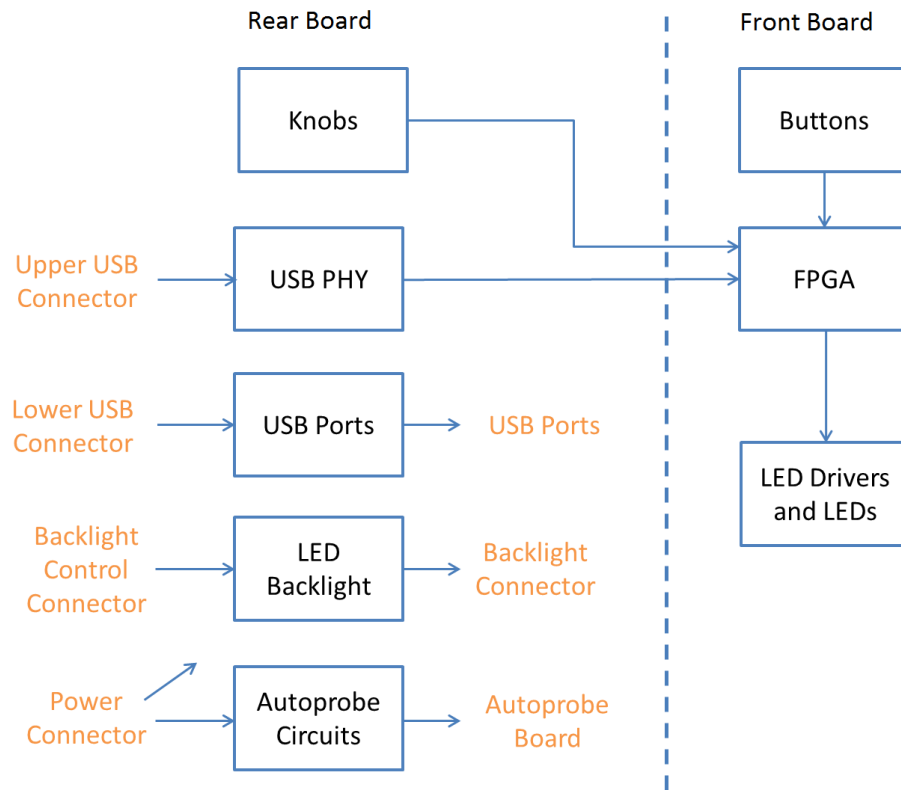 Rear Board
Front Board
Knobs
Buttons
Upper USB
Connector
USB PHY
FPGA
Lower USB
Connector
USB Ports
USB Ports
LED Drivers
and LEDs
Backlight
Control
Connector
LED
Backlight
Backlight
Connector
Power
Connector
Autoprobe
Circuits
Autoprobe
Board